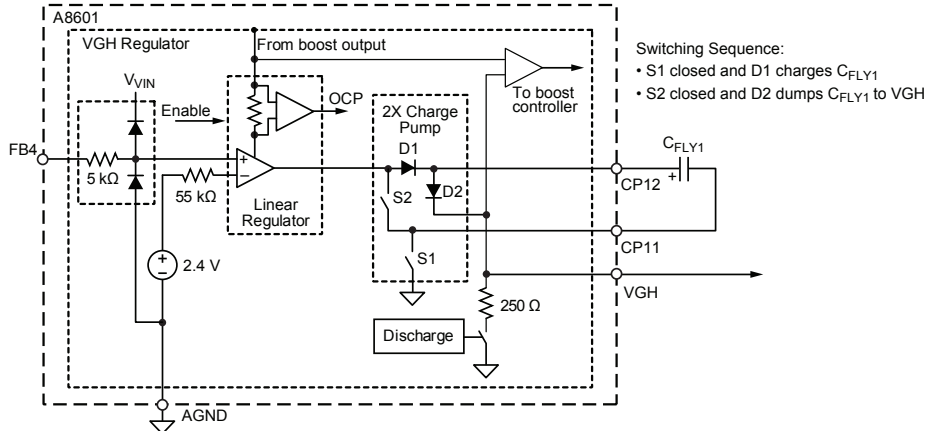 A8601
VGH Regulator
From boost output
Switching Sequence:
• S1 closed and D1 charges CFLY1
• S2 closed and D2 dumps CFLY1 to VGH
VVIN
Enable
OCP
To boost
controller
2X Charge
Pump
D1
CFLY1
FB4
5 kΩ
+
–
55 kΩ
Linear
Regulator
S2
D2
+
CP12
CP11
+
–
2.4 V
S1
VGH
250 Ω
Discharge
AGND